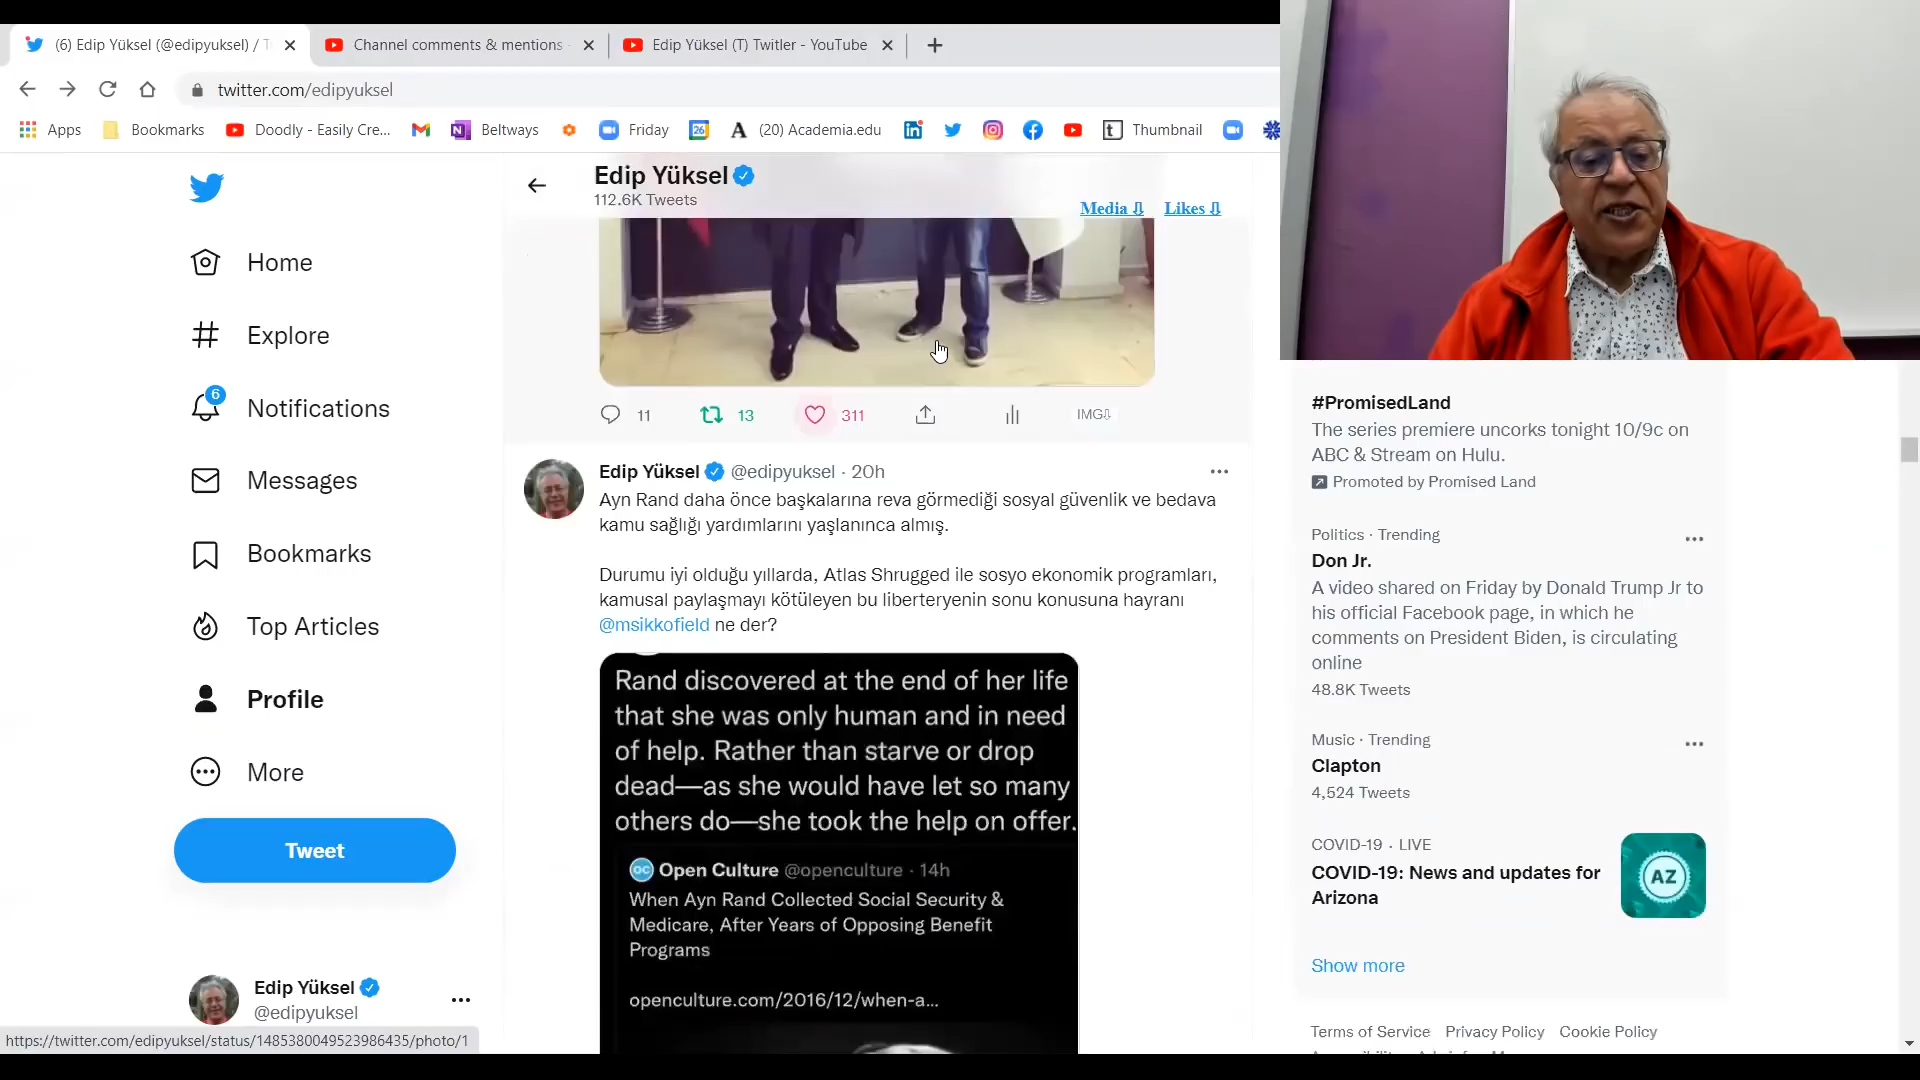 (6) Edip Yüksel (@edipyuksel) /
Channel comments & mentions
Edip Yüksel (T) Twitler - YouTube
twitter.com/edipyuksel
Apps
Bookmarks
Doodly - Easily Cre...
Beltways
Friday
26
(20) Academia.edu
Thumbnail
Edip Yüksel
112.6K Tweets
Media ⇩
Likes ⇩
Home
Explore
6
Notifications
Messages
Bookmarks
Top Articles
Profile
More
Tweet
Edip Yüksel
@edipyuksel
https://twitter.com/edipyuksel/status/1485380049523986435/photo/1
11
13
311
IMG⇩
Edip Yüksel @edipyuksel · 20h
Ayn Rand daha önce başkalarına reva görmediği sosyal güvenlik ve bedava
kamu sağlığı yardımlarını yaşlanınca almış.
Durumu iyi olduğu yıllarda, Atlas Shrugged ile sosyo ekonomik programları,
kamusal paylaşmayı kötüleyen bu liberteryenin sonu konusuna hayranı
@msikkofield ne der?
Rand discovered at the end of her life
that she was only human and in need
of help. Rather than starve or drop
dead—as she would have let so many
others do—she took the help on offer.
OC Open Culture @openculture · 14h
When Ayn Rand Collected Social Security &
Medicare, After Years of Opposing Benefit
Programs
openculture.com/2016/12/when-a...
#PromisedLand
The series premiere uncorks tonight 10/9c on
ABC & Stream on Hulu.
Promoted by Promised Land
Politics · Trending
Don Jr.
A video shared on Friday by Donald Trump Jr to
his official Facebook page, in which he
comments on President Biden, is circulating
online
48.8K Tweets
Music · Trending
Clapton
4,524 Tweets
COVID-19 · LIVE
COVID-19: News and updates for
Arizona
AZ
Show more
Terms of Service Privacy Policy Cookie Policy